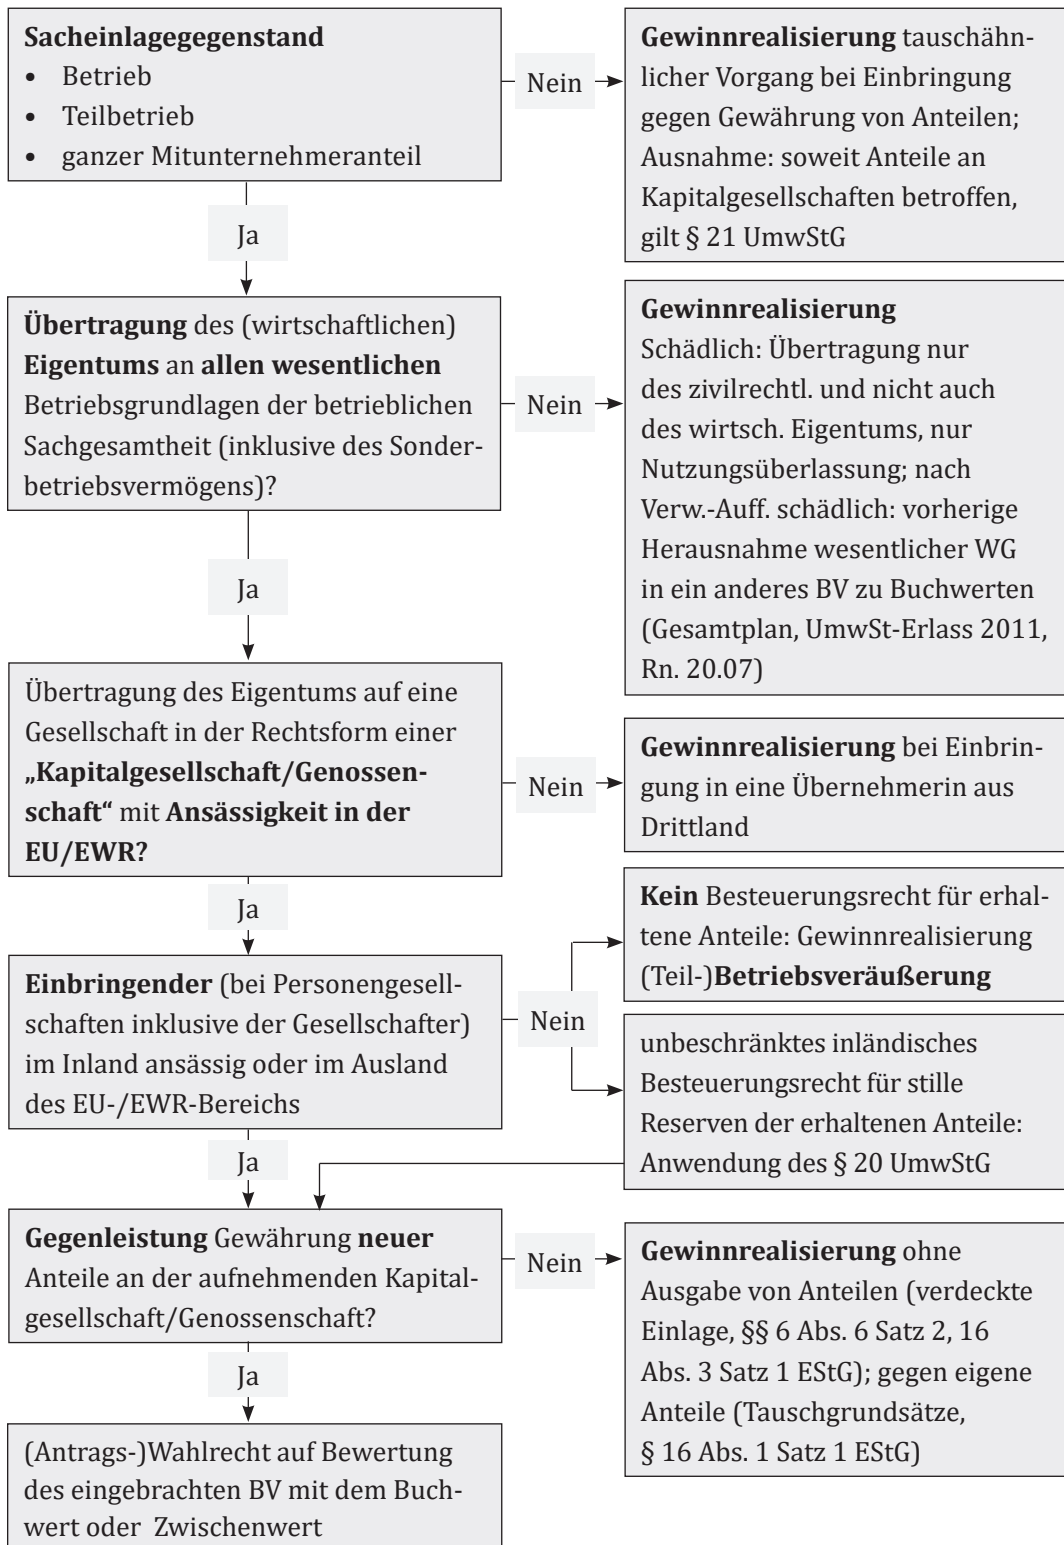 Sacheinlagegegenstand
• Betrieb
• Teilbetrieb
• ganzer Mitunternehmeranteil
Nein
Gewinnrealisierung tauschähn-
licher Vorgang bei Einbringung
gegen Gewährung von Anteilen;
Ausnahme: soweit Anteile an
Kapitalgesellschaften betroffen,
gilt § 21 UmwStG
Ja
Übertragung des (wirtschaftlichen)
Eigentums an allen wesentlichen
Betriebsgrundlagen der betrieblichen
Sachgesamtheit (inklusive des Sonder-
betriebsvermögens)?
Nein
Gewinnrealisierung
Schädlich: Übertragung nur
des zivilrechtl. und nicht auch
des wirtsch. Eigentums, nur
Nutzungsüberlassung; nach
Verw.-Auff. schädlich: vorherige
Herausnahme wesentlicher WG
in ein anderes BV zu Buchwerten
(Gesamtplan, UmwSt-Erlass 2011,
Rn. 20.07)
Ja
Übertragung des Eigentums auf eine
Gesellschaft in der Rechtsform einer
„Kapitalgesellschaft/Genossen-
schaft“ mit Ansässigkeit in der
EU/EWR?
Nein
Gewinnrealisierung bei Einbrin-
gung in eine Übernehmerin aus
Drittland
Ja
Einbringender (bei Personengesell-
schaften inklusive der Gesellschafter)
im Inland ansässig oder im Ausland
des EU-/EWR-Bereichs
Nein
Kein Besteuerungsrecht für erhal-
tene Anteile: Gewinnrealisierung
(Teil-)Betriebsveräußerung
unbeschränktes inländisches
Besteuerungsrecht für stille
Reserven der erhaltenen Anteile:
Anwendung des § 20 UmwStG
Ja
Gegenleistung Gewährung neuer
Anteile an der aufnehmenden Kapital-
gesellschaft/Genossenschaft?
Nein
Gewinnrealisierung ohne
Ausgabe von Anteilen (verdeckte
Einlage, §§ 6 Abs. 6 Satz 2, 16
Abs. 3 Satz 1 EStG); gegen eigene
Anteile (Tauschgrundsätze,
§ 16 Abs. 1 Satz 1 EStG)
Ja
(Antrags-)Wahlrecht auf Bewertung
des eingebrachten BV mit dem Buch-
wert oder Zwischenwert